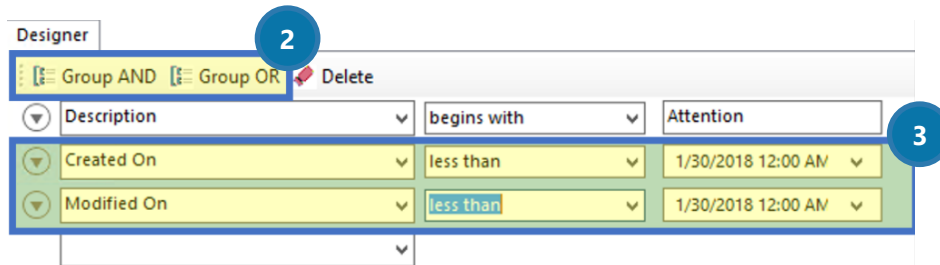 Designer
2
Group AND Group OR Delete
Description begins with Attention
3
Created On less than 1/30/2018 12:00 AM
Modified On less than 1/30/2018 12:00 AM